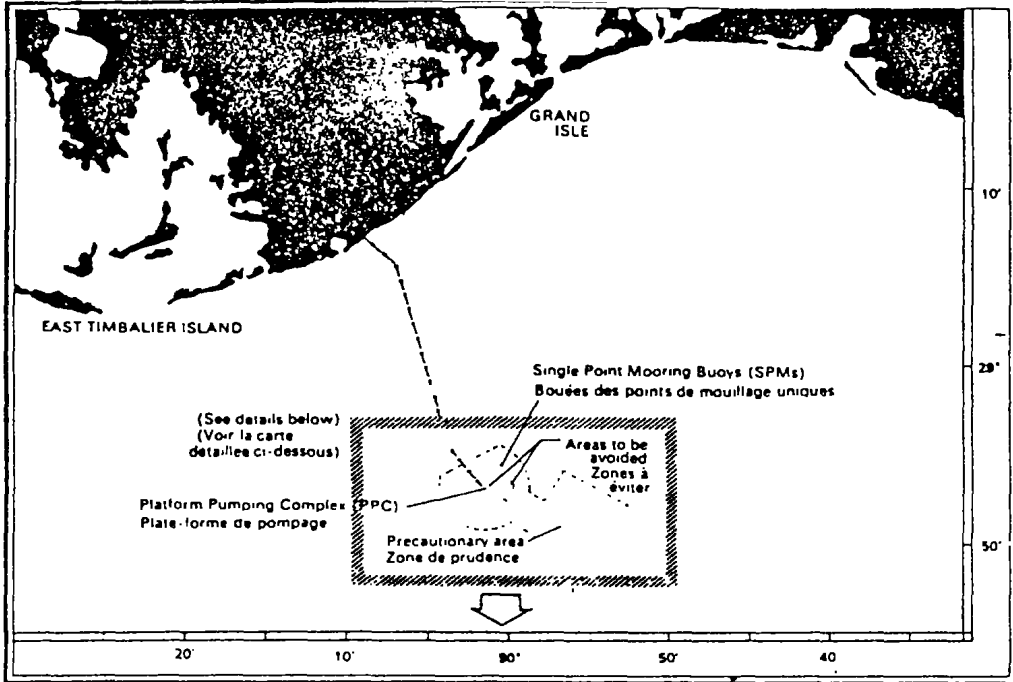 GRAND
ISLE
10'
EAST TIMBALIER ISLAND
29°
Single Point Mooring Buoys (SPMs)
Bouées des points de mouillage uniques
(See details below)
(Voir la carte
detaillee ci-dessous)
Areas to be
avoided
Zones à
éviter
Platform Pumping Complex (PPC)
Plate-forme de pompage
Precautionary area
Zone de prudence
50'
20'
10'
90°
50'
40